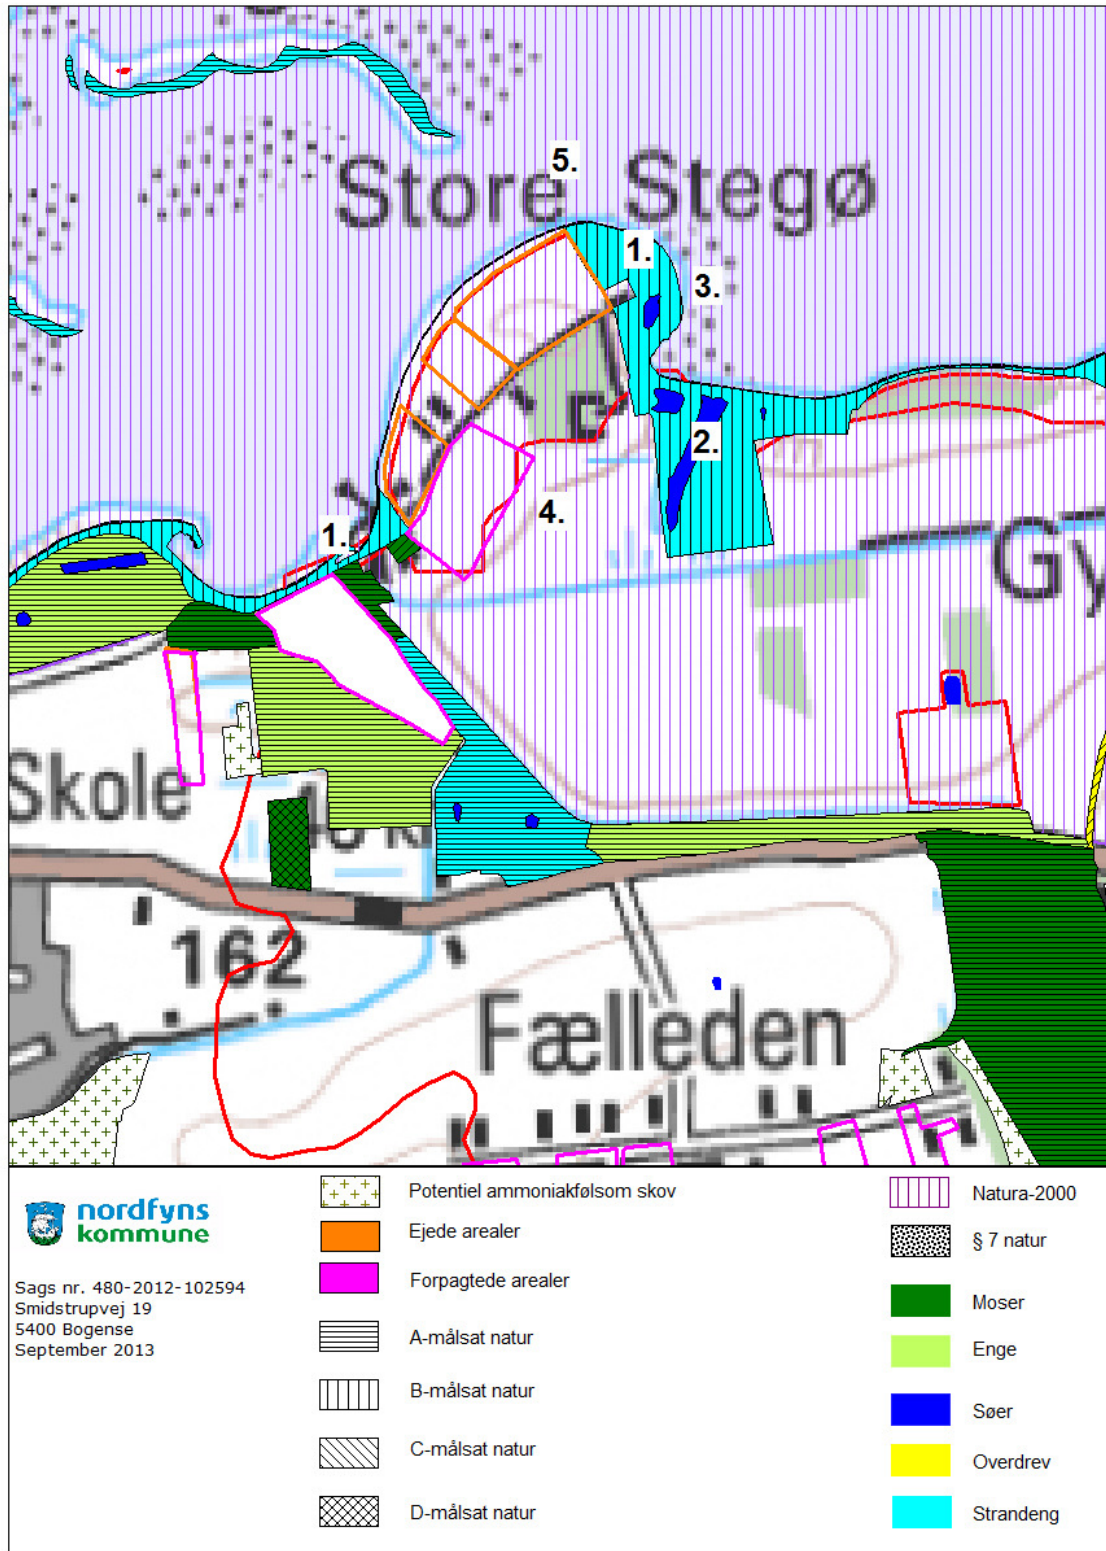 5.
Store Stegø
1.
3.
2.
4.
1.
Gy
Skole
162
Fælleden
nordfyns
kommune
Sags nr. 480-2012-102594
Smidstrupvej 19
5400 Bogense
September 2013
Potentiel ammoniakfølsom skov
Ejede arealer
Forpagtede arealer
A-målsat natur
B-målsat natur
C-målsat natur
D-målsat natur
Natura-2000
§ 7 natur
Moser
Enge
Søer
Overdrev
Strandeng